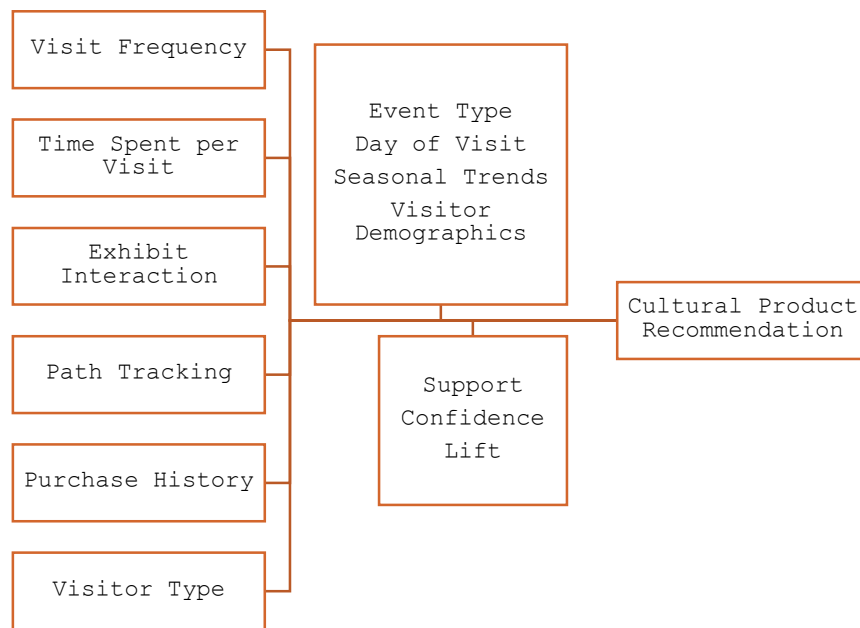 Visit Frequency
Time Spent per
Visit
Exhibit
Interaction
Path Tracking
Purchase History
Visitor Type
Event Type
Day of Visit
Seasonal Trends
Visitor
Demographics
Support
Confidence
Lift
Cultural Product
Recommendation